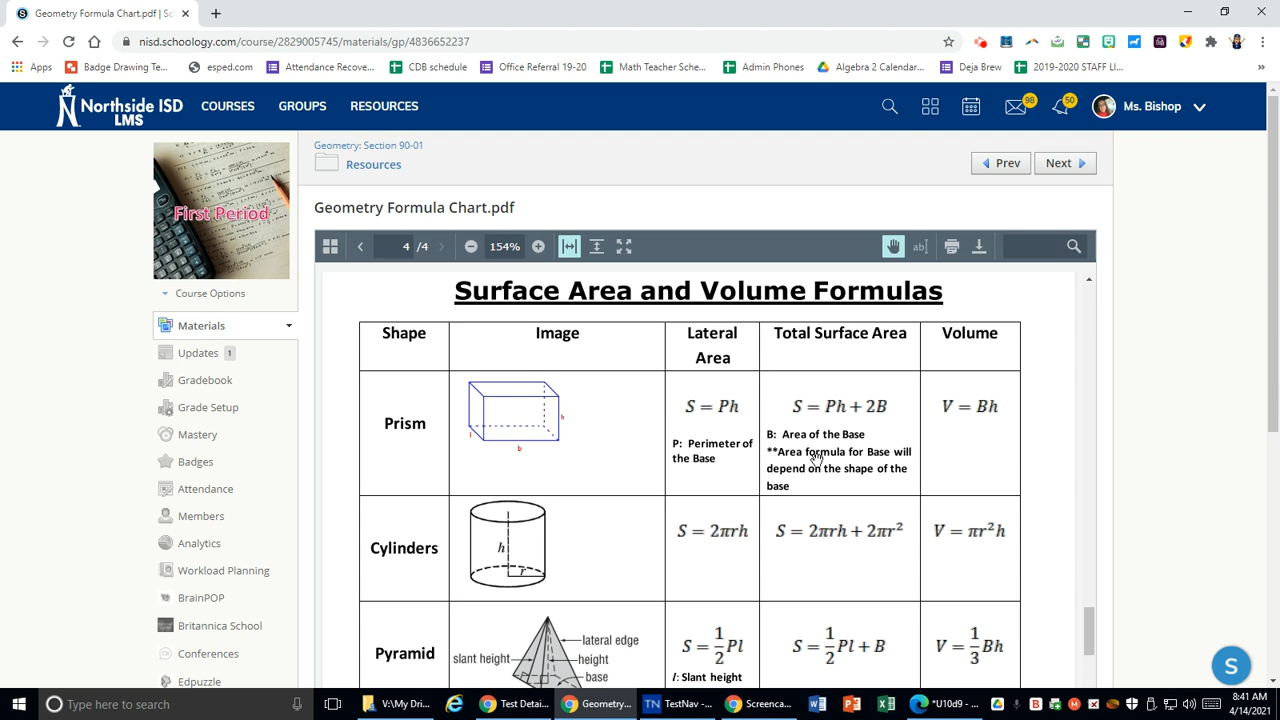 Geometry Formula Chart.pdf | Sc
nisd.schoology.com/course/2829005745/materials/gp/4836652237
Apps Badge Drawing Te... esped.com Attendance Recove... CDB schedule Office Referral 19-20 Math Teacher Sche... Admin Phones Algebra 2 Calendar... Deja Brew 2019-2020 STAFF LI... »
Northside ISD
LMS
COURSES GROUPS RESOURCES 98 50 Ms. Bishop
Geometry: Section 90-01
Resources
Prev Next
First Period
Geometry Formula Chart.pdf
4 /4 154% ab
Course Options
Materials
Updates 1
Gradebook
Grade Setup
Mastery
Badges
Attendance
Members
Analytics
Workload Planning
BrainPOP
Britannica School
Conferences
Edpuzzle
Surface Area and Volume Formulas
Shape Image Lateral Area Total Surface Area Volume
Prism
l b h
S = Ph
P: Perimeter of
the Base
S = Ph + 2B
B: Area of the Base
**Area formula for Base will
depend on the shape of the
base
V = Bh
Cylinders
h r
S = 2πrh
S = 2πrh + 2πr²
V = πr²h
Pyramid
lateral edge
slant height height
base
S = 1/2 Pl
l: Slant height
S = 1/2 Pl + B
V = 1/3 Bh
S
Type here to search V:\My Drin... Test Detai... Geometry... TN TestNav - ... Screenca... *U10d9 - ... 8:41 AM
4/14/2021